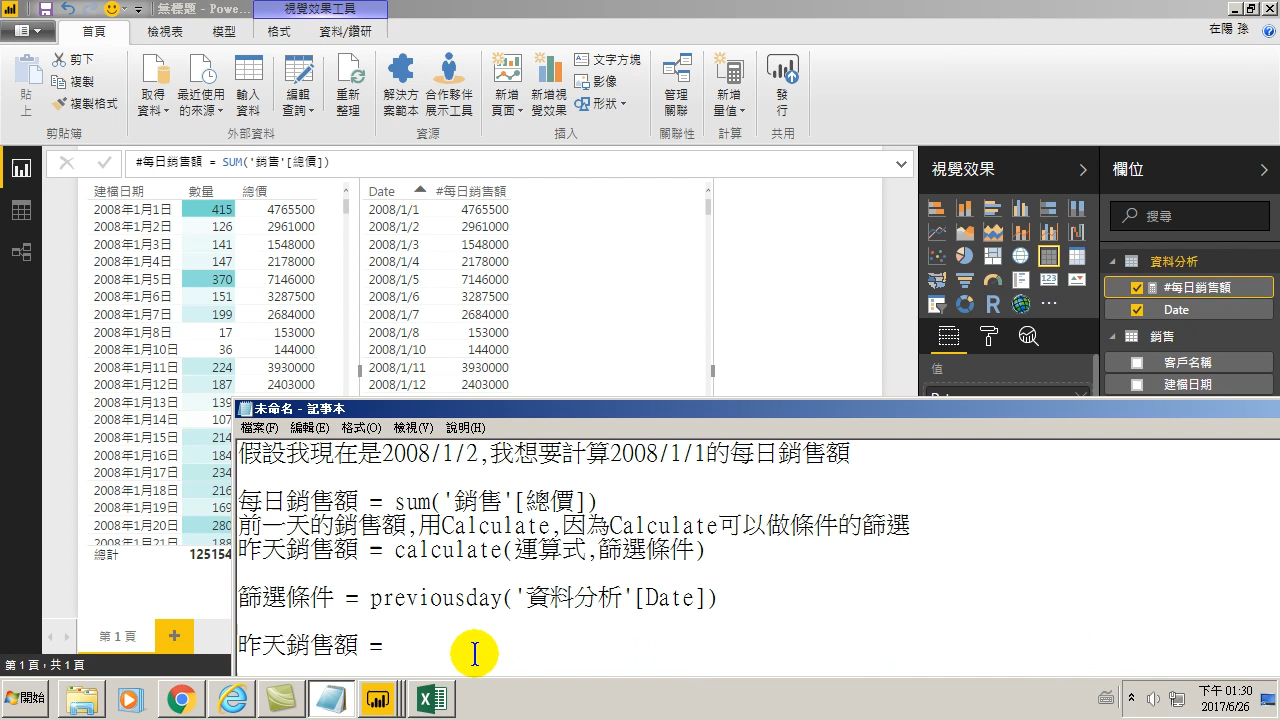 無標題 - Powe...
視覺效果工具
首頁
檢視表
模型
格式
資料/鑽研
在陽 孫
貼上
剪下
複製
複製格式
剪貼簿
取得資料
最近使用的來源
輸入資料
編輯查詢
重新整理
外部資料
解決方案範本
合作夥伴展示工具
資源
新增頁面
新增視覺效果
文字方塊
影像
形狀
插入
管理關聯
關聯性
新增量值
計算
發行
共用
#每日銷售額 = SUM('銷售'[總價])
建檔日期 數量 總價
2008年1月1日 415 4765500
2008年1月2日 126 2961000
2008年1月3日 141 1548000
2008年1月4日 147 2178000
2008年1月5日 370 7146000
2008年1月6日 151 3287500
2008年1月7日 199 2684000
2008年1月8日 17 153000
2008年1月10日 36 144000
2008年1月11日 224 3930000
2008年1月12日 187 2403000
2008年1月13日 139
2008年1月14日 107
2008年1月15日 214
2008年1月16日 184
2008年1月17日 234
2008年1月18日 216
2008年1月19日 169
2008年1月20日 280
2008年1月21日 188
總計 125154
Date #每日銷售額
2008/1/1 4765500
2008/1/2 2961000
2008/1/3 1548000
2008/1/4 2178000
2008/1/5 7146000
2008/1/6 3287500
2008/1/7 2684000
2008/1/8 153000
2008/1/10 144000
2008/1/11 3930000
2008/1/12 2403000
視覺效果
值
欄位
搜尋
資料分析
#每日銷售額
Date
銷售
客戶名稱
建檔日期
未命名 - 記事本
檔案(F) 編輯(E) 格式(O) 檢視(V) 說明(H)
假設我現在是2008/1/2,我想要計算2008/1/1的每日銷售額
每日銷售額 = sum('銷售'[總價])
前一天的銷售額,用Calculate,因為Calculate可以做條件的篩選
昨天銷售額 = calculate(運算式,篩選條件)
篩選條件 = previousday('資料分析'[Date])
昨天銷售額 =
第 1 頁
第 1 頁，共 1 頁
開始
下午 01:30
2017/6/26